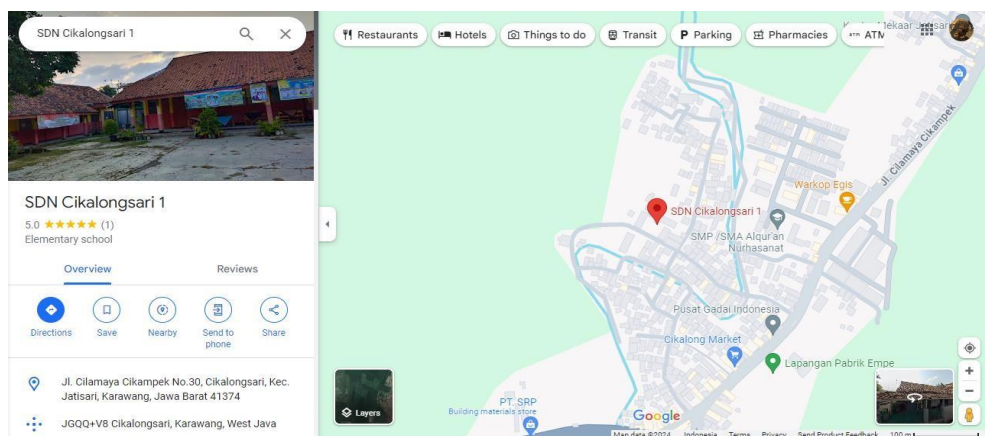 SDN Cikalongsari 1
SDN Cikalongsari 1
5.0
(1)
Elementary school
Overview
Reviews
Directions
Save
Nearby
Send to
phone
Share
Jl. Cilamaya Cikampek No.30, Cikalongsari, Kec.
Jatisari, Karawang, Jawa Barat 41374
JGQQ+V8 Cikalongsari, Karawang, West Java
Restaurants
Hotels
Things to do
Transit
P Parking
Pharmacies
ATM
Jl. Cilamaya Cikampek
Warkop Egis
SDN Cikalongsari 1
SMP /SMA Alqur'an
Nurhasanat
Pusat Gadai Indonesia
Cikalong Market
Lapangan Pabrik Empe
PT. SRP
Building materials store
Layers
Google
Map data ©2024
Indonesia
Terms
Privacy
Send Product Feedback
100 m